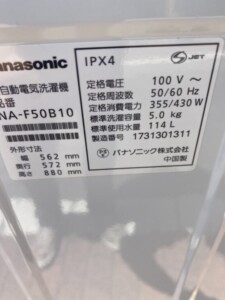 anasonic
自動電気洗濯機
品番
NA-F50B10
外形寸法
幅 562 mm
奥行 572 mm
高さ 880 mm
IPX4
S JET
定格電圧 100 V ～
定格周波数 50/60 Hz
定格消費電力 355/430 W
標準洗濯容量 5.0 kg
標準使用水量 114 L
製造番号 1731301311
パナソニック株式会社
中国製